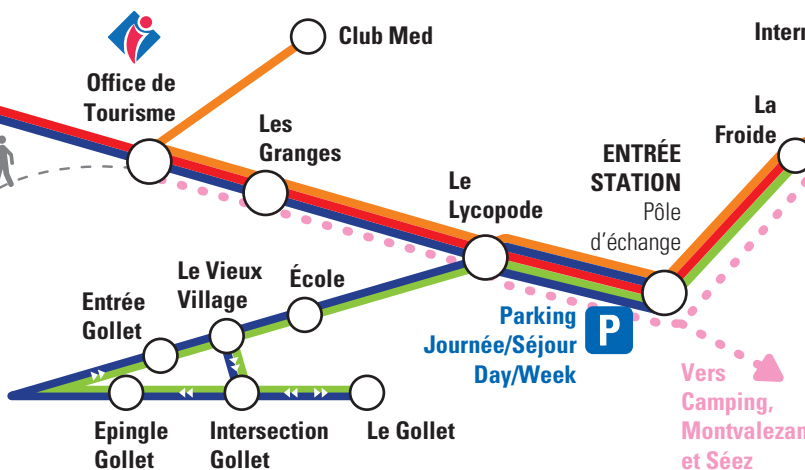 Club Med
Intern
Office de
Tourisme
La
Froide
Les
Granges
ENTRÉE
STATION
Pôle
d’échange
Le
Lycopode
Le Vieux
Village
École
Entrée
Gollet
Parking
Journée/Séjour
Day/Week
P
Vers
Camping,
Montvalezan
et Séez
Epingle
Gollet
Intersection
Gollet
Le Gollet